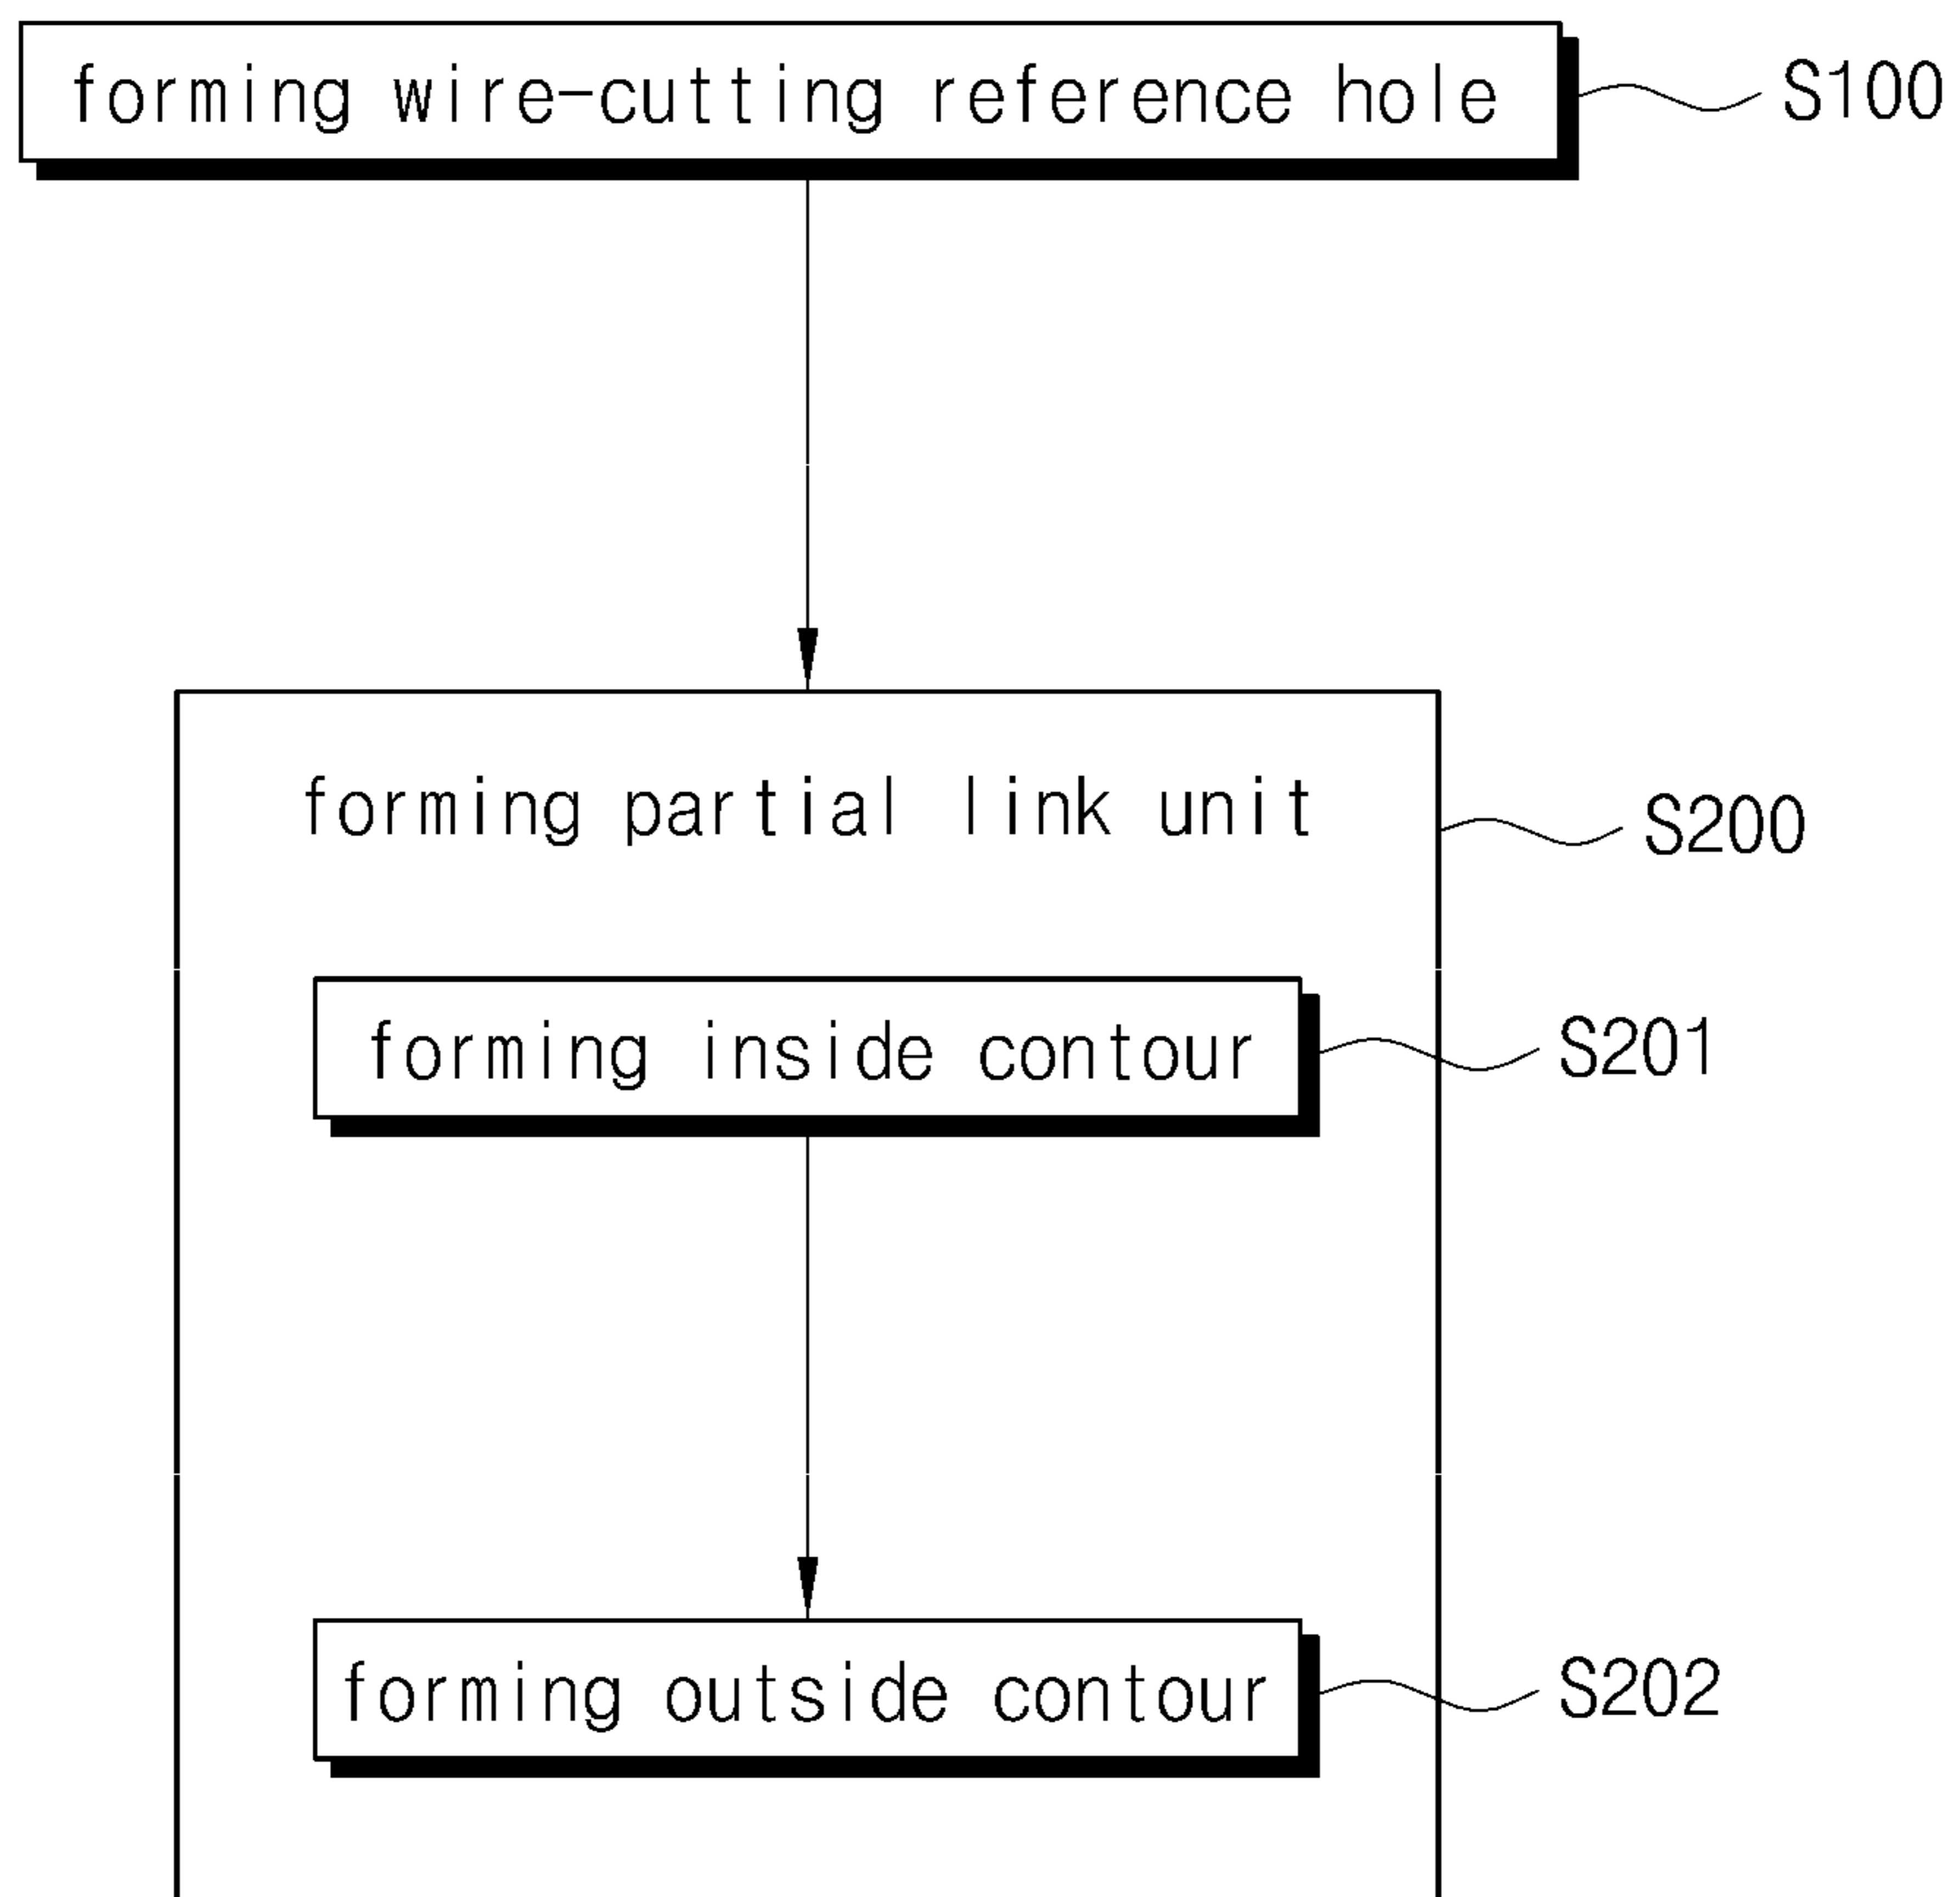 forming wire-cutting reference hole S100
forming partial link unit S200
forming inside contour S201
forming outside contour S202